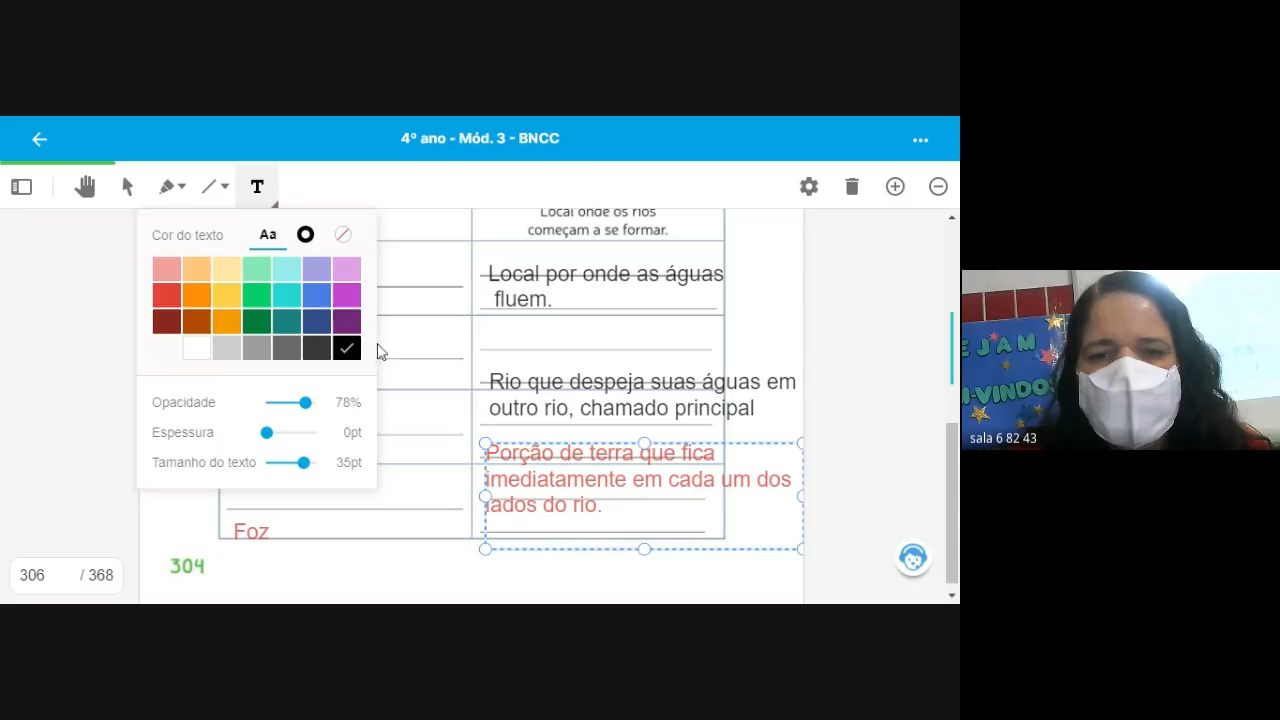 4º ano - Mód. 3 - BNCC
T
Cor do texto
Aa
Opacidade
78%
Espessura
0pt
Tamanho do texto
35pt
Local onde os rios
começam a se formar.
Local por onde as águas
fluem.
Rio que despeja suas águas em
outro rio, chamado principal
Porção de terra que fica
imediatamente em cada um dos
lados do rio.
Foz
304
306 / 368
EJAM
M-VINDO
sala 6 82 43